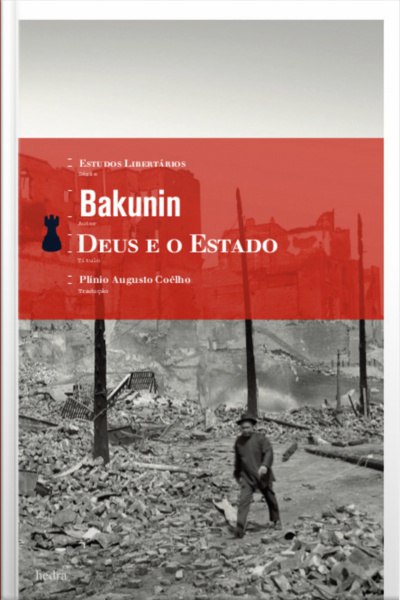 Estudos Libertários
Série
Bakunin
Autor
Deus e o Estado
Título
Plínio Augusto Coêlho
Tradução
hedra